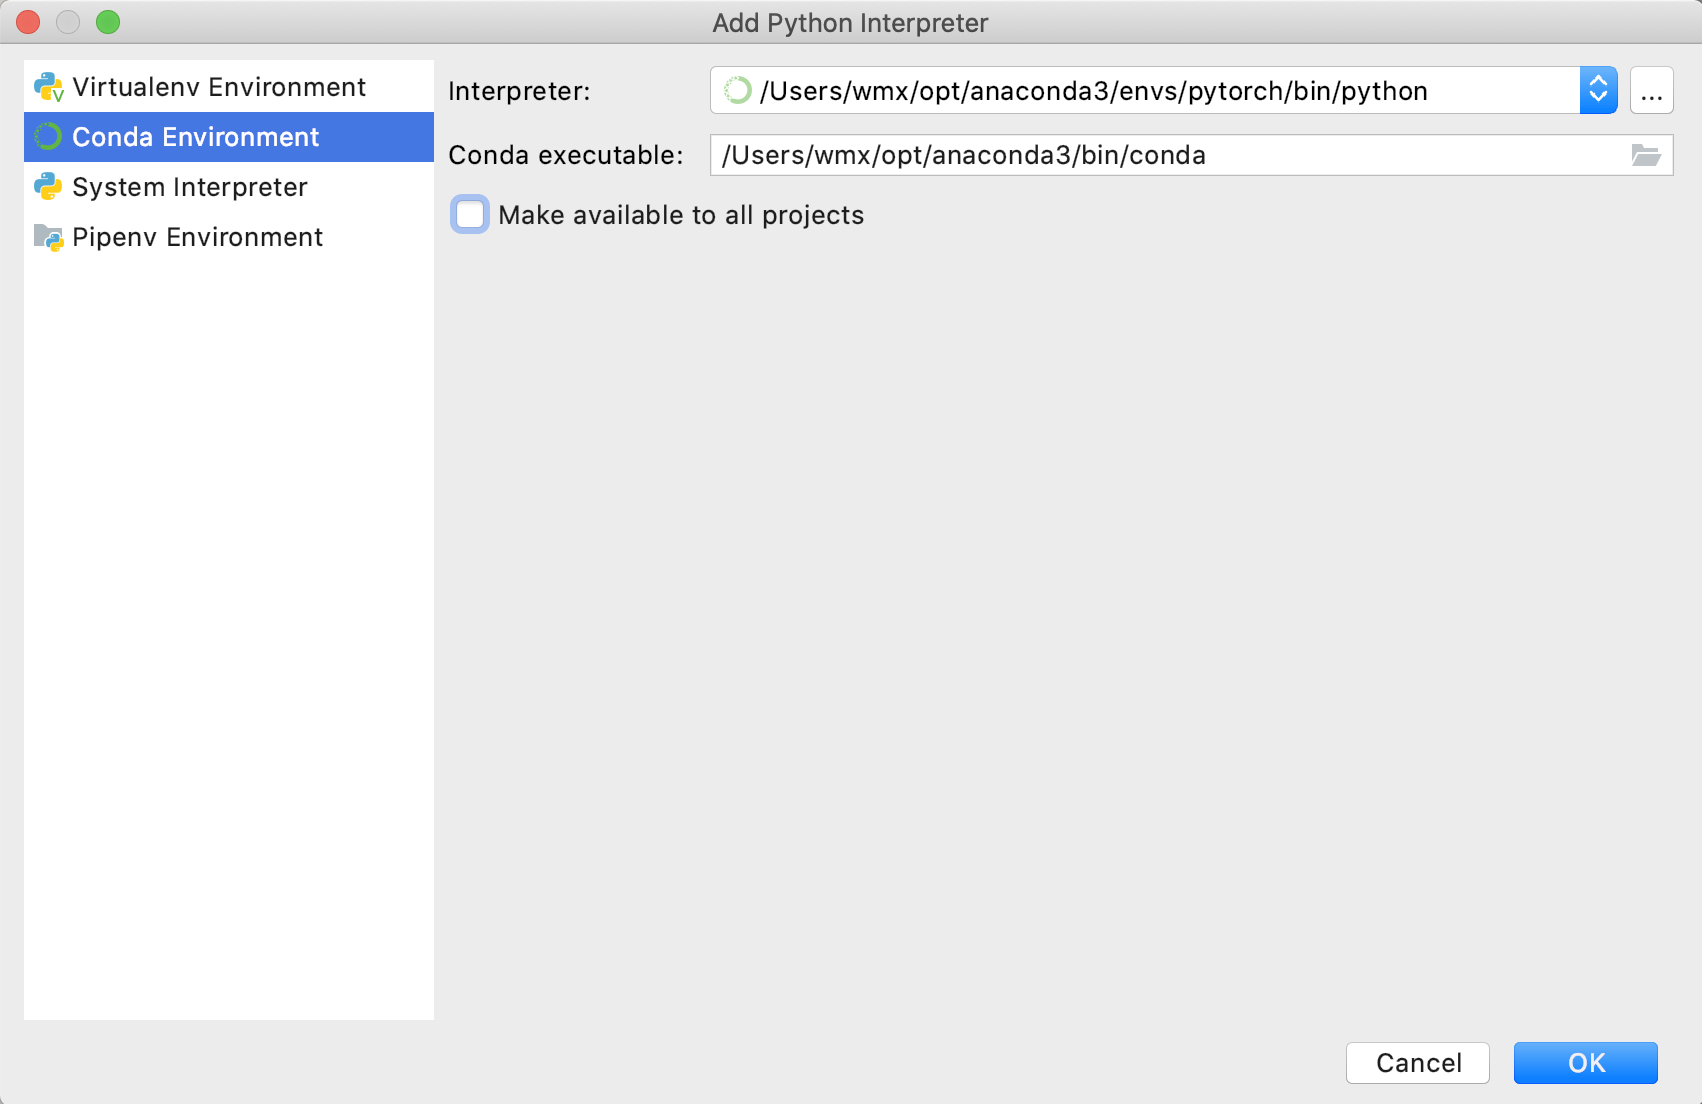 Add Python Interpreter
Virtualenv Environment
Conda Environment
System Interpreter
Pipenv Environment
Interpreter: /Users/wmx/opt/anaconda3/envs/pytorch/bin/python ...
Conda executable: /Users/wmx/opt/anaconda3/bin/conda
Make available to all projects
Cancel OK